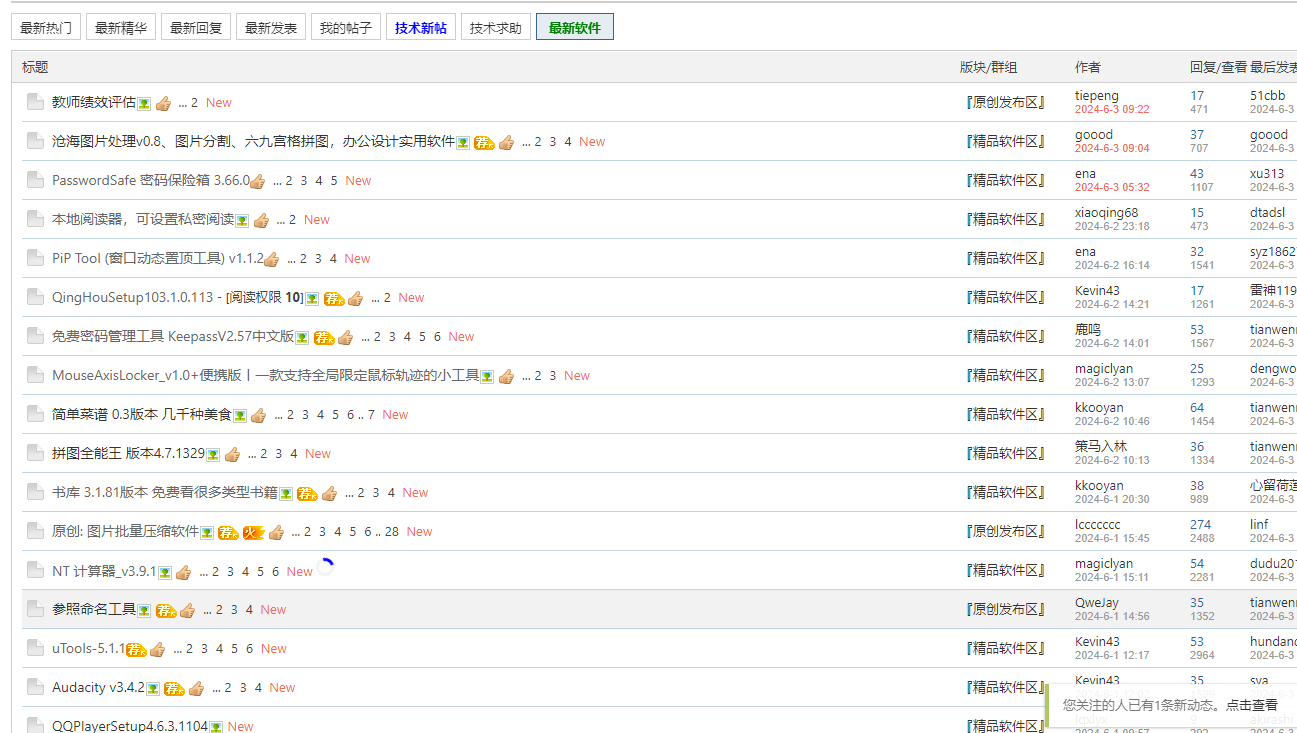 最新热门 最新精华 最新回复 最新发表 我的帖子 技术新帖 技术求助 最新软件
标题 版块/群组 作者 回复/查看 最后发表
教师绩效评估 ... 2 New 『原创发布区』 tiepeng 17 51cbb
2024-6-3 09:22 471 2024-6-3
沧海图片处理v0.8、图片分割、六九宫格拼图，办公设计实用软件 荐 ... 2 3 4 New 『精品软件区』 goood 37 goood
2024-6-3 09:04 707 2024-6-3
PasswordSafe 密码保险箱 3.66.0 ... 2 3 4 5 New 『精品软件区』 ena 43 xu313
2024-6-3 05:32 1107 2024-6-3
本地阅读器，可设置私密阅读 ... 2 New 『精品软件区』 xiaoqing68 15 dtadsl
2024-6-2 23:18 473 2024-6-3
PiP Tool (窗口动态置顶工具) v1.1.2 ... 2 3 4 New 『精品软件区』 ena 32 syz1862
2024-6-2 16:14 1541 2024-6-3
QingHouSetup103.1.0.113 - [阅读权限 10] 荐 ... 2 New 『精品软件区』 Kevin43 17 雷神119
2024-6-2 14:21 1261 2024-6-3
免费密码管理工具 KeepassV2.57中文版 荐 ... 2 3 4 5 6 New 『精品软件区』 鹿鸣 53 tianwen
2024-6-2 14:01 1567 2024-6-3
MouseAxisLocker_v1.0+便携版丨一款支持全局限定鼠标轨迹的小工具 ... 2 3 New 『精品软件区』 magiclyan 25 dengwo
2024-6-2 13:07 1293 2024-6-3
简单菜谱 0.3版本 几千种美食 ... 2 3 4 5 6 .. 7 New 『精品软件区』 kkooyan 64 tianwen
2024-6-2 10:46 1454 2024-6-3
拼图全能王 版本4.7.1329 ... 2 3 4 New 『精品软件区』 策马入林 36 tianwen
2024-6-2 10:13 1334 2024-6-3
书库 3.1.81版本 免费看很多类型书籍 荐 ... 2 3 4 New 『精品软件区』 kkooyan 38 心留荷莲
2024-6-1 20:30 989 2024-6-3
原创: 图片批量压缩软件 荐 火 ... 2 3 4 5 6 .. 28 New 『原创发布区』 lccccccc 274 linf
2024-6-1 15:45 2488 2024-6-3
NT 计算器_v3.9.1 ... 2 3 4 5 6 New 『精品软件区』 magiclyan 54 dudu20
2024-6-1 15:11 2281 2024-6-3
参照命名工具 荐 ... 2 3 4 New 『原创发布区』 QweJay 35 tianwen
2024-6-1 14:56 1352 2024-6-3
uTools-5.1.1 荐 ... 2 3 4 5 6 New 『精品软件区』 Kevin43 53 hundan
2024-6-1 12:17 2964 2024-6-3
Audacity v3.4.2 荐 ... 2 3 4 New 『精品软件区』 Kevin43 35 sva
您关注的人已有1条新动态。点击查看
QQPlayerSetup4.6.3.1104 New 『精品软件区』 lqxlyx 9 akirashi